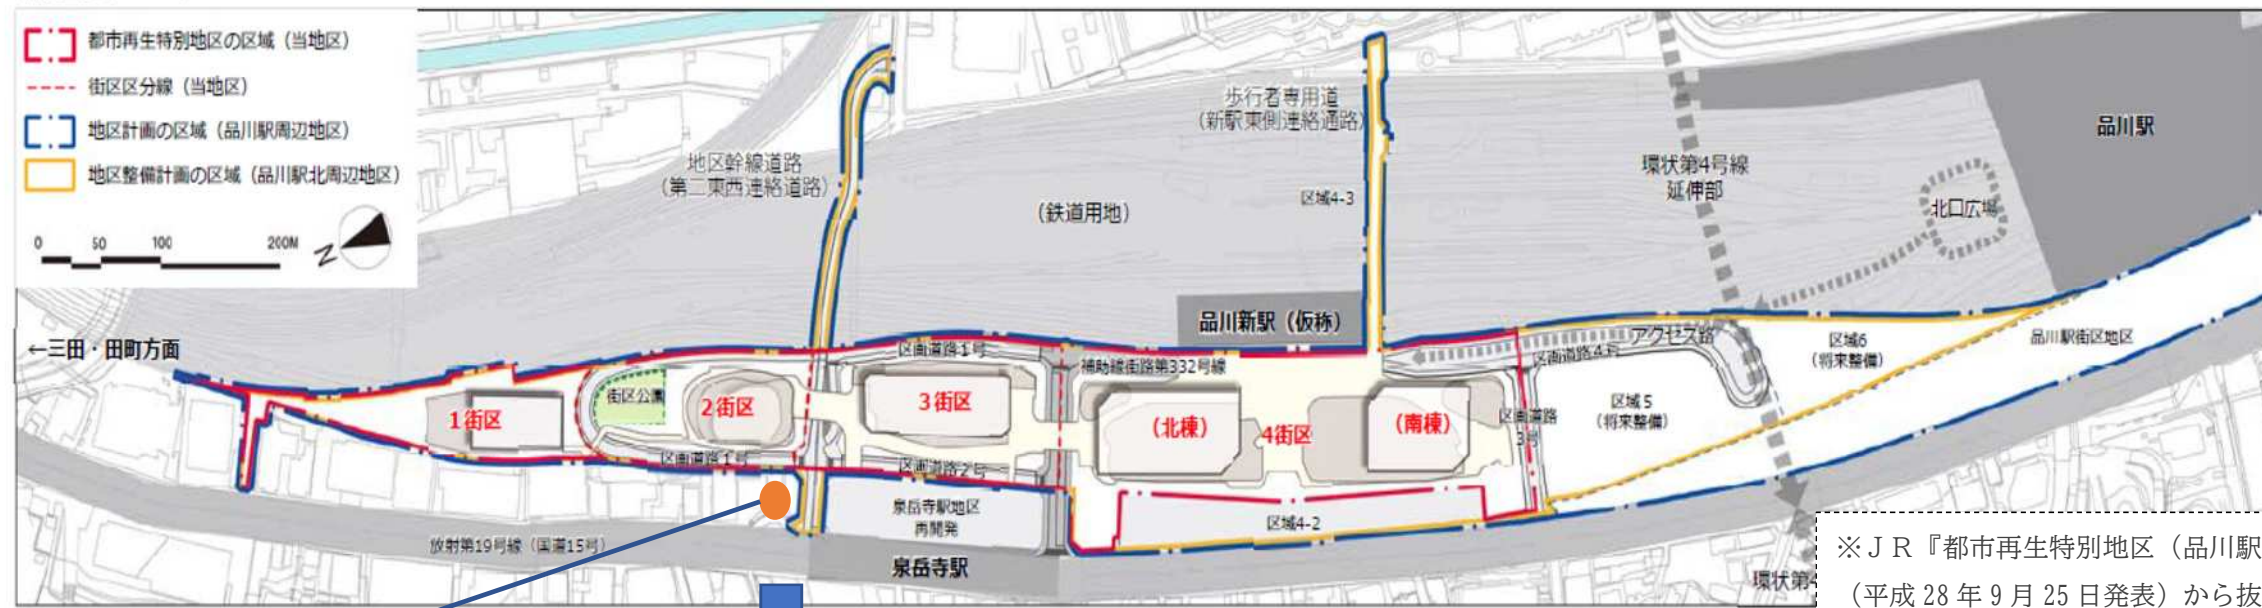 都市再生特別地区の区域（当地区）
街区区分線（当地区）
地区計画の区域（品川駅周辺地区）
地区整備計画の区域（品川駅北周辺地区）
0 50 100 200M
N
歩行者専用道
（新駅東側連絡通路）
地区幹線道路
（第二東西連絡道路）
（鉄道用地）
区域4-3
環状第4号線
延伸部
品川駅
北口広場
品川新駅（仮称）
←三田・田町方面
区画道路1号
補助線街路第332号線
区画道路4号
アクセス路
区域6
（将来整備）
品川駅街区地区
1街区
街区公園
2街区
3街区
（北棟）
4街区
（南棟）
区画道路
3号
区域5
（将来整備）
区画道路1号
区画道路2号
泉岳寺駅地区
再開発
区域4-2
放射第19号線（国道15号）
泉岳寺駅
環状第4
※ＪＲ『都市再生特別地区（品川駅
（平成 28 年 9 月 25 日発表）から抜